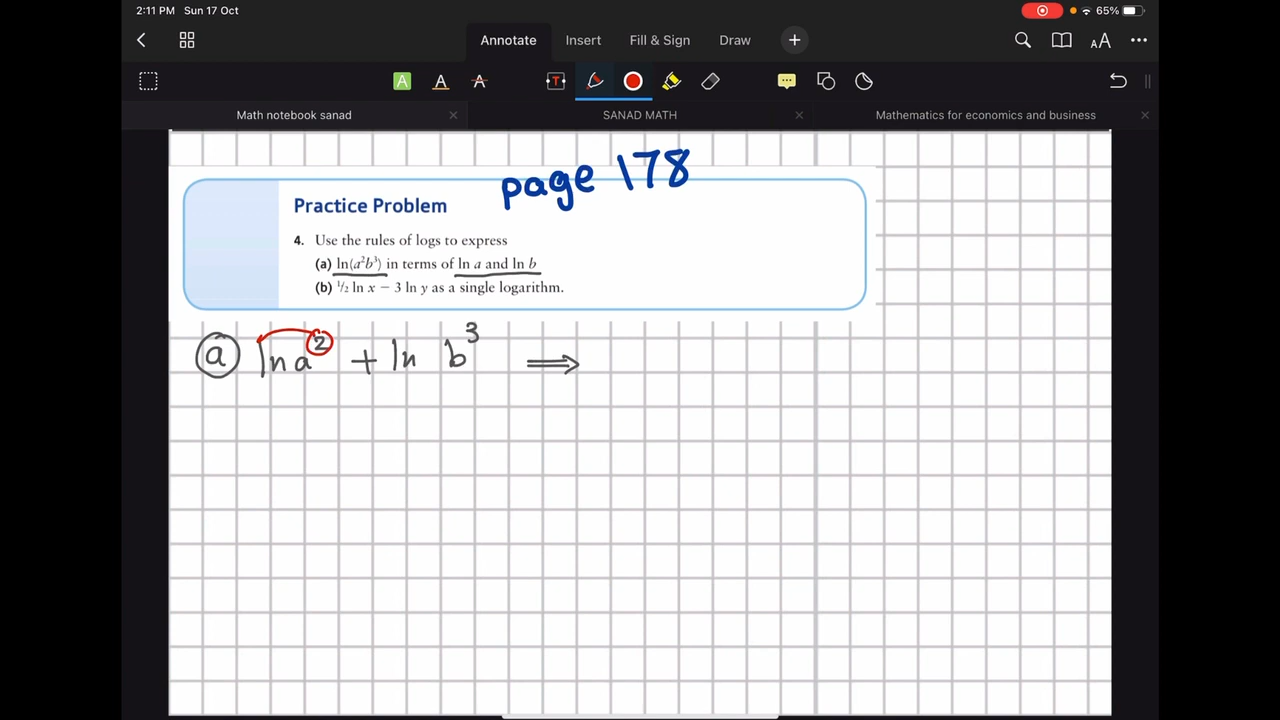 2:11 PM Sun 17 Oct 65%
Annotate Insert Fill & Sign Draw
Math notebook sanad SANAD MATH Mathematics for economics and business
page 178
Practice Problem
4. Use the rules of logs to express
(a) ln(a²b³) in terms of ln a and ln b
(b) ½ ln x − 3 ln y as a single logarithm.
a ln a² + ln b³ ⟹